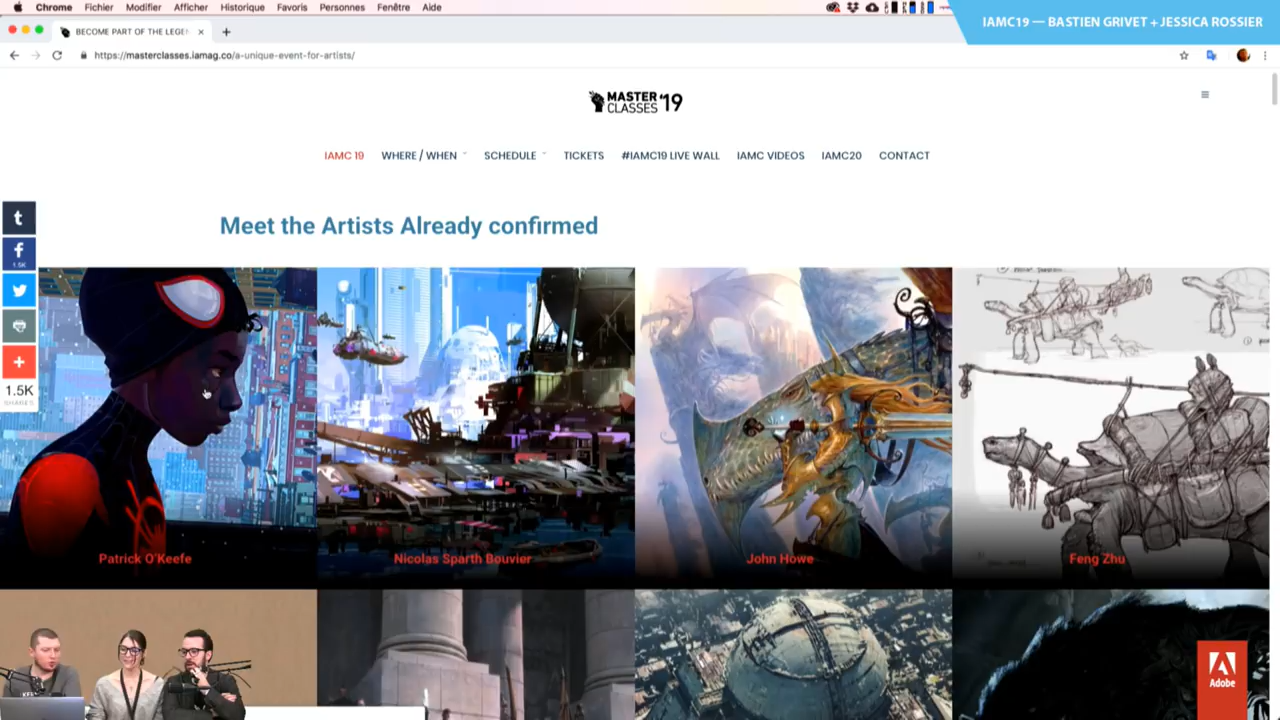 Chrome Fichier Modifier Afficher Historique Favoris Personnes Fenêtre Aide
IAMC19 — BASTIEN GRIVET + JESSICA ROSSIER
BECOME PART OF THE LEGEN
https://masterclasses.iamag.co/a-unique-event-for-artists/
MASTER
CLASSES '19
IAMC 19 WHERE / WHEN SCHEDULE TICKETS #IAMC19 LIVE WALL IAMC VIDEOS IAMC20 CONTACT
Meet the Artists Already confirmed
1.5K
1.5K
SHARES
Patrick O'Keefe
Nicolas Sparth Bouvier
John Howe
Feng Zhu
Adobe